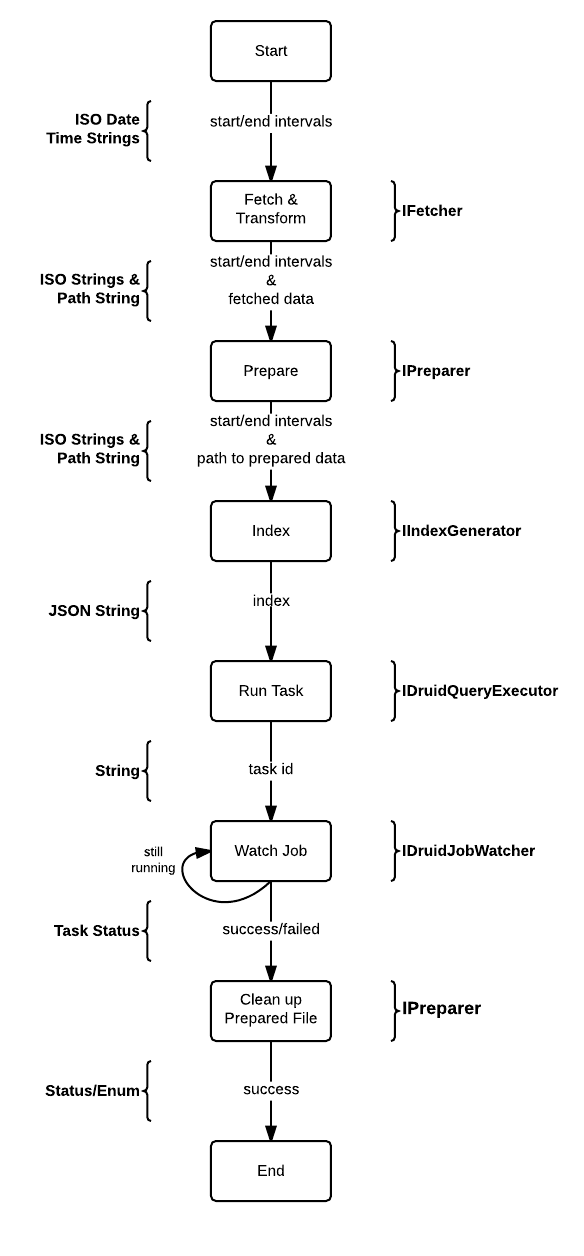 Start
ISO Date
Time Strings
start/end intervals
Fetch &
Transform
IFetcher
ISO Strings &
Path String
start/end intervals
&
fetched data
Prepare
IPreparer
ISO Strings &
Path String
start/end intervals
&
path to prepared data
Index
IIndexGenerator
JSON String
index
Run Task
IDruidQueryExecutor
String
task id
still
running
Watch Job
IDruidJobWatcher
Task Status
success/failed
Clean up
Prepared File
IPreparer
Status/Enum
success
End